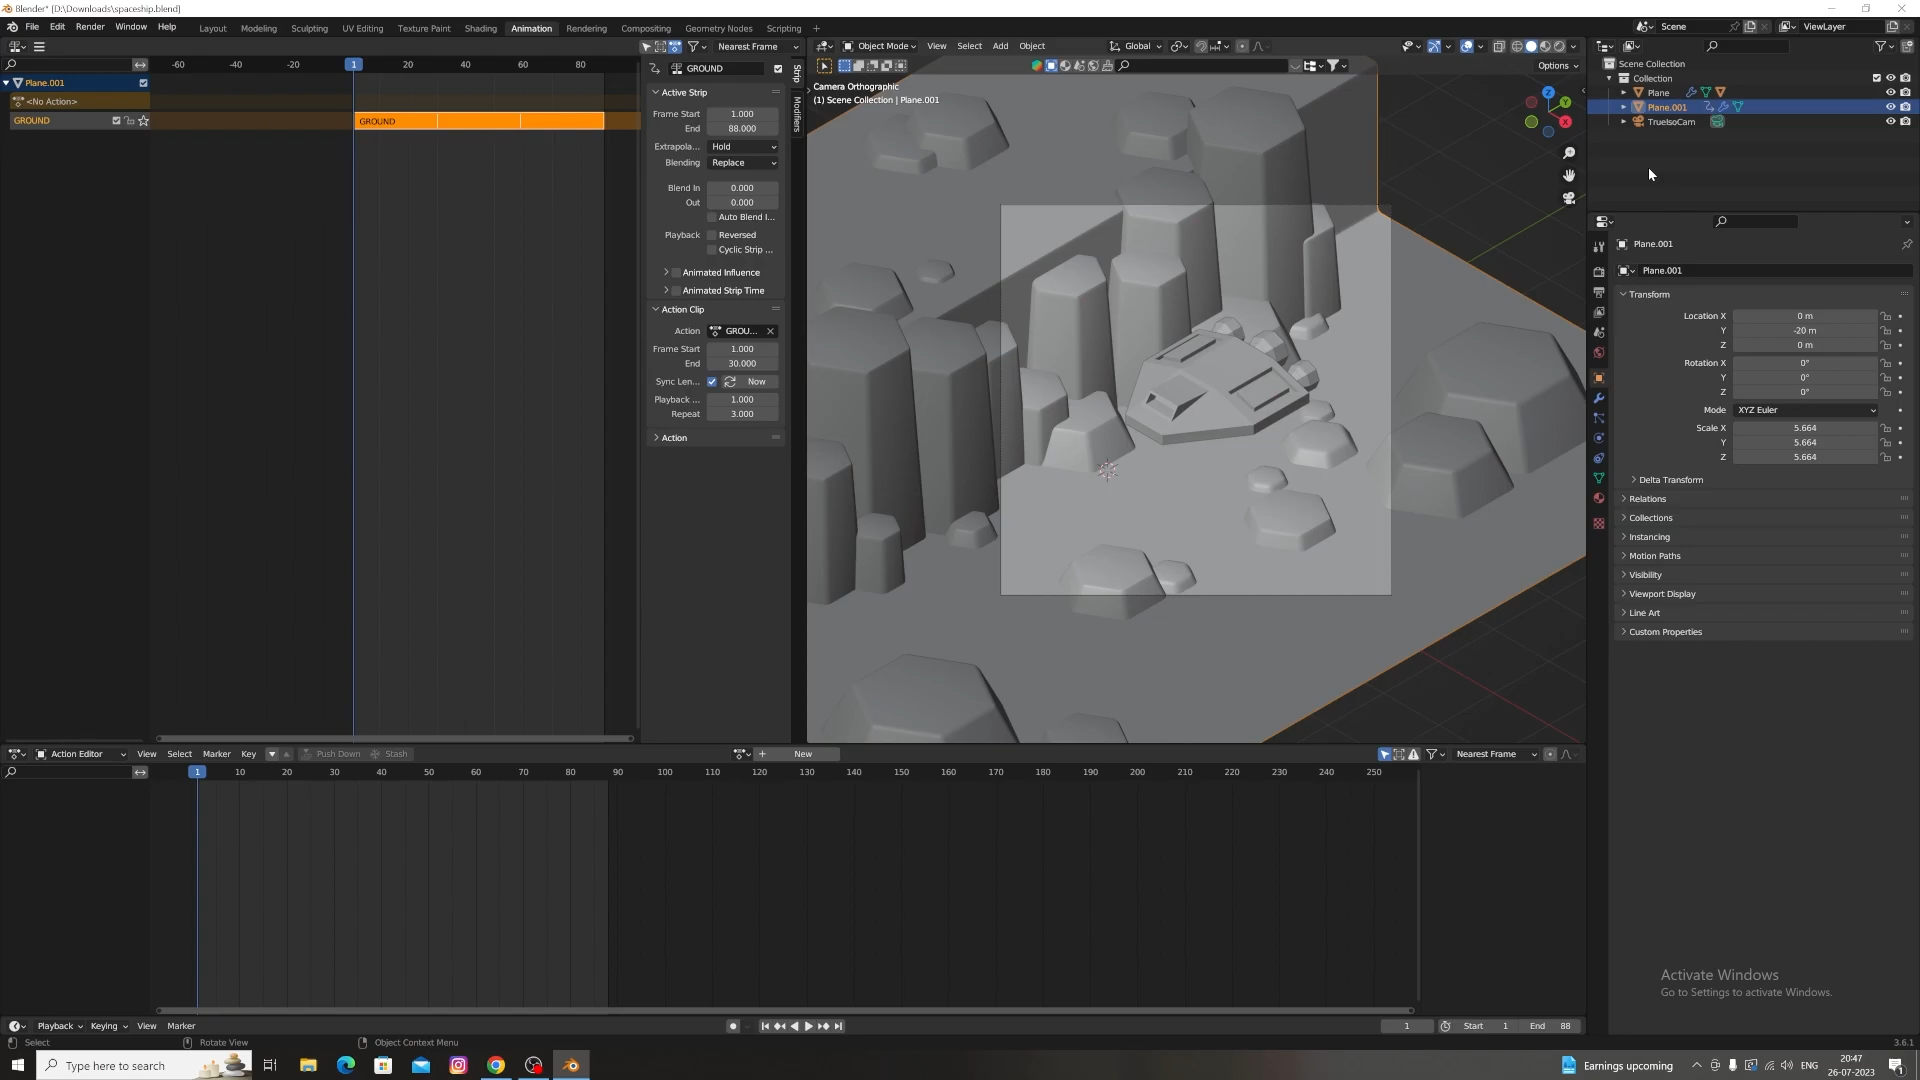 Blender* [D:\Downloads\spaceship.blend]
File Edit Render Window Help
Layout Modeling Sculpting UV Editing Texture Paint Shading Animation Rendering Compositing Geometry Nodes Scripting +
Scene
ViewLayer
Nearest Frame
Object Mode View Select Add Object
Global
Options
-60 -40 -20 1 20 40 60 80
Plane.001
<No Action>
GROUND
GROUND
GROUND
Strip
Modifiers
Active Strip
Frame Start 1.000
End 88.000
Extrapola... Hold
Blending Replace
Blend In 0.000
Out 0.000
Auto Blend I...
Playback Reversed
Cyclic Strip ...
Animated Influence
Animated Strip Time
Action Clip
Action GROU...
Frame Start 1.000
End 30.000
Sync Len... Now
Playback ... 1.000
Repeat 3.000
Action
Camera Orthographic
(1) Scene Collection | Plane.001
Z
Y
X
Scene Collection
Collection
Plane
Plane.001
TrueIsoCam
Plane.001
Plane.001
Transform
Location X 0 m
Y -20 m
Z 0 m
Rotation X 0°
Y 0°
Z 0°
Mode XYZ Euler
Scale X 5.664
Y 5.664
Z 5.664
Delta Transform
Relations
Collections
Instancing
Motion Paths
Visibility
Viewport Display
Line Art
Custom Properties
Action Editor View Select Marker Key Push Down Stash
+ New
Nearest Frame
1 10 20 30 40 50 60 70 80 90 100 110 120 130 140 150 160 170 180 190 200 210 220 230 240 250
Activate Windows
Go to Settings to activate Windows.
Playback Keying View Marker
1 Start 1 End 88
Select Rotate View Object Context Menu
3.6.1
Type here to search
Earnings upcoming
ENG
20:47
26-07-2023
1